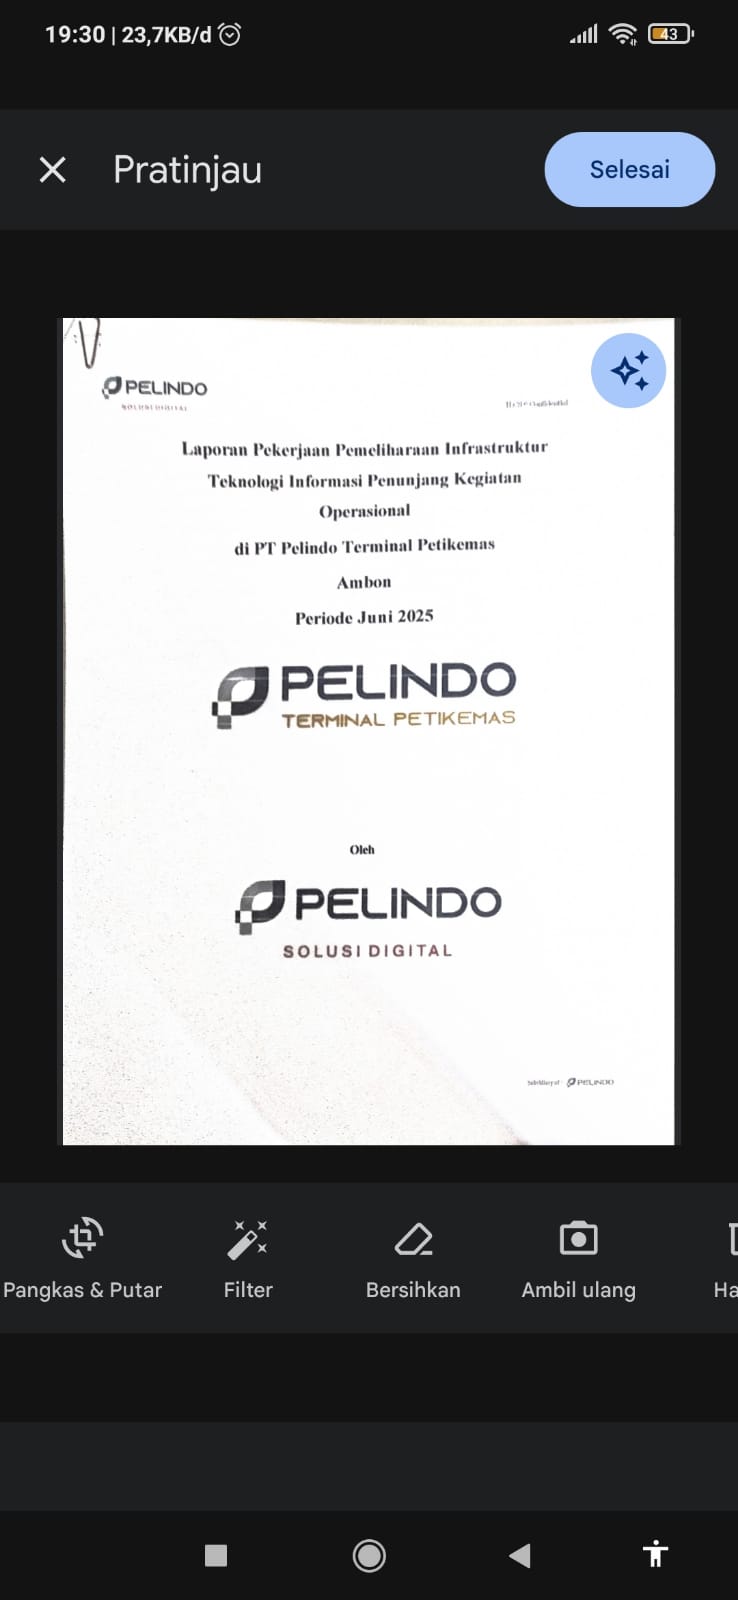 19:30 | 23,7KB/d
43
Pratinjau
Selesai
PELINDO
SOLUSI DIGITAL
Laporan Pekerjaan Pemeliharaan Infrastruktur
Teknologi Informasi Penunjang Kegiatan
Operasional
di PT Pelindo Terminal Petikemas
Ambon
Periode Juni 2025
PELINDO
TERMINAL PETIKEMAS
Oleh
PELINDO
SOLUSI DIGITAL
Subsidiary of PELINDO
Pangkas & Putar
Filter
Bersihkan
Ambil ulang
Ha